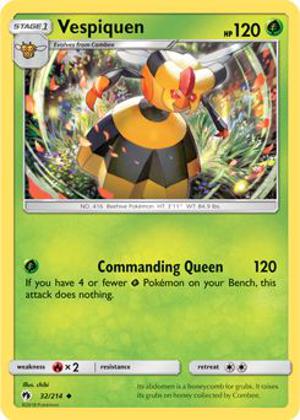 STAGE 1 Vespiquen HP 120
Evolves from Combee
NO. 416 Beehive Pokémon HT: 3'11" WT: 84.9 lbs.
Commanding Queen 120
If you have 4 or fewer Pokémon on your Bench, this
attack does nothing.
weakness ×2 resistance retreat
Illus. chibi
32/214
©2018 Pokémon
Its abdomen is a honeycomb for grubs. It raises
its grubs on honey collected by Combee.